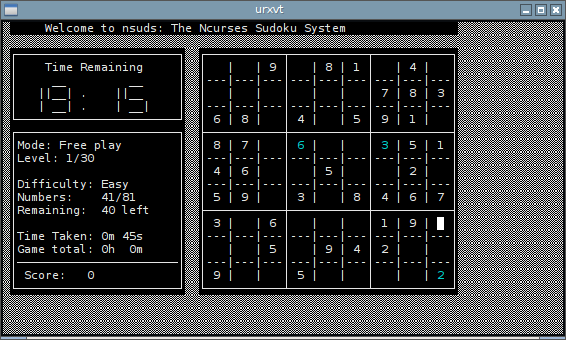 urxvt
Welcome to nsuds: The Ncurses Sudoku System
Time Remaining
19:15
Mode: Free play
Level: 1/30
Difficulty: Easy
Numbers: 41/81
Remaining: 40 left
Time Taken: 0m 45s
Game total: 0h 0m
Score: 0
9 8 1 4
7 8 3
6 8 4 5 9 1
8 7 6 3 5 1
4 6 5 2
5 9 3 8 4 6 7
3 6 1 9
5 9 4 2
9 5 2